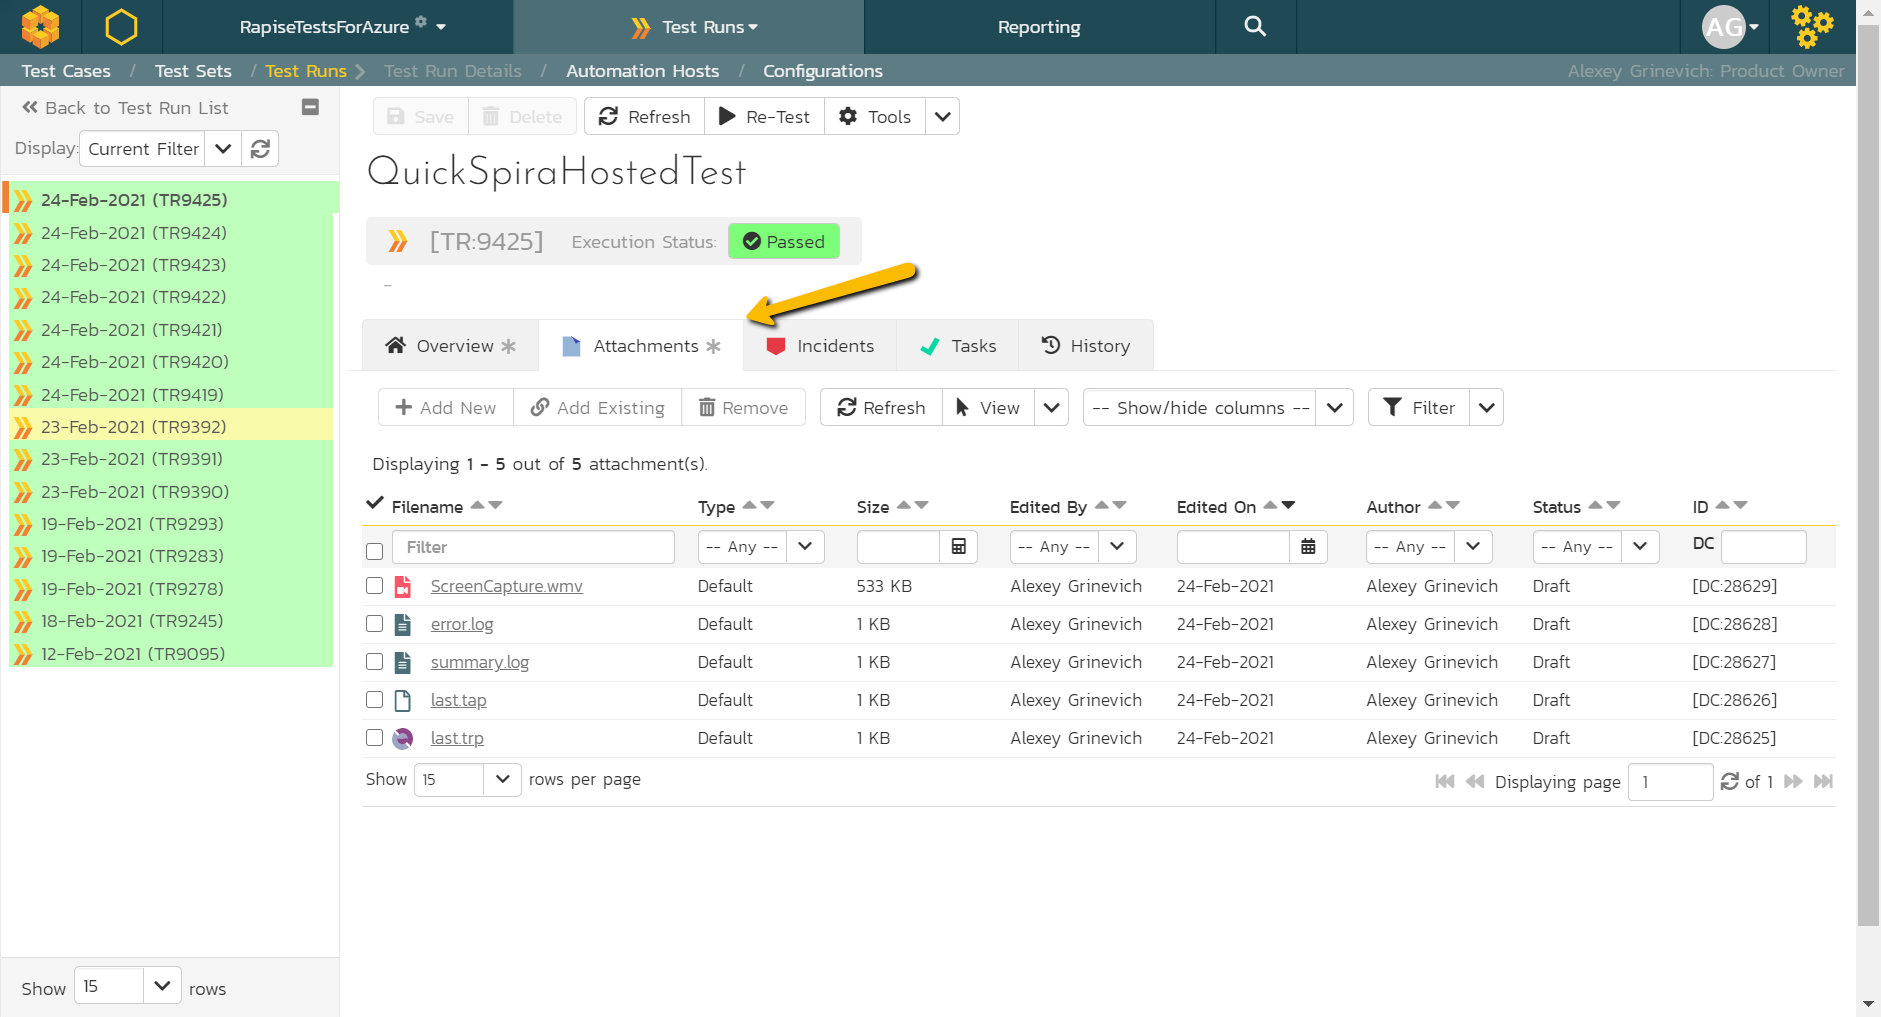 RapiseTestsForAzure
Test Runs
Reporting
AG
Test Cases / Test Sets / Test Runs Test Run Details / Automation Hosts / Configurations
Alexey Grinevich: Product Owner
Back to Test Run List
Display: Current Filter
24-Feb-2021 (TR9425)
24-Feb-2021 (TR9424)
24-Feb-2021 (TR9423)
24-Feb-2021 (TR9422)
24-Feb-2021 (TR9421)
24-Feb-2021 (TR9420)
24-Feb-2021 (TR9419)
23-Feb-2021 (TR9392)
23-Feb-2021 (TR9391)
23-Feb-2021 (TR9390)
19-Feb-2021 (TR9293)
19-Feb-2021 (TR9283)
19-Feb-2021 (TR9278)
18-Feb-2021 (TR9245)
12-Feb-2021 (TR9095)
Show 15 rows
Save Delete Refresh Re-Test Tools
QuickSpiraHostedTest
[TR:9425] Execution Status: Passed
-
Overview Attachments Incidents Tasks History
Add New Add Existing Remove Refresh View -- Show/hide columns -- Filter
Displaying 1 - 5 out of 5 attachment(s).
Filename Type Size Edited By Edited On Author Status ID
Filter -- Any -- -- Any -- -- Any -- -- Any -- DC
ScreenCapture.wmv Default 533 KB Alexey Grinevich 24-Feb-2021 Alexey Grinevich Draft [DC:28629]
error.log Default 1 KB Alexey Grinevich 24-Feb-2021 Alexey Grinevich Draft [DC:28628]
summary.log Default 1 KB Alexey Grinevich 24-Feb-2021 Alexey Grinevich Draft [DC:28627]
last.tap Default 1 KB Alexey Grinevich 24-Feb-2021 Alexey Grinevich Draft [DC:28626]
last.trp Default 1 KB Alexey Grinevich 24-Feb-2021 Alexey Grinevich Draft [DC:28625]
Show 15 rows per page
Displaying page 1 of 1